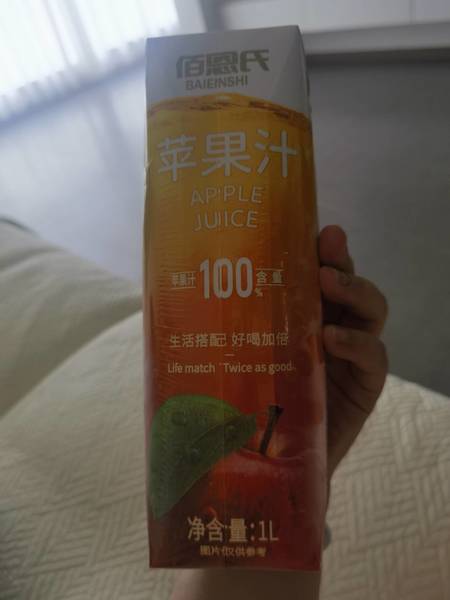 佰恩氏
BAIEINSHI
苹果汁
APPLE
JUICE
苹果汁 100% 含量
生活搭配 好喝加倍
Life match "Twice as good"
净含量:1L
图片仅供参考